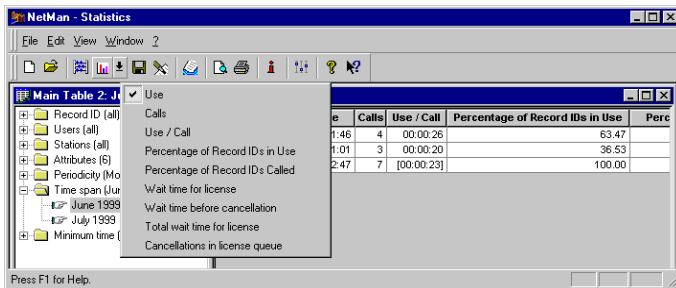 NetMan - Statistics
File Edit View Window ?
Main Table 2: Ju
Record ID (all)
Users (all)
Stations (all)
Attributes (6)
Periodicity (Mo
Time span (Jun
June 1999
July 1999
Minimum time (
Use
Calls
Use / Call
Percentage of Record IDs in Use
Percentage of Record IDs Called
Wait time for license
Wait time before cancellation
Total wait time for license
Cancellations in license queue
e Calls Use / Call Percentage of Record IDs in Use Perc
1:46 4 00:00:26 63.47
1:01 3 00:00:20 36.53
2:47 7 [00:00:23] 100.00
Press F1 for Help.